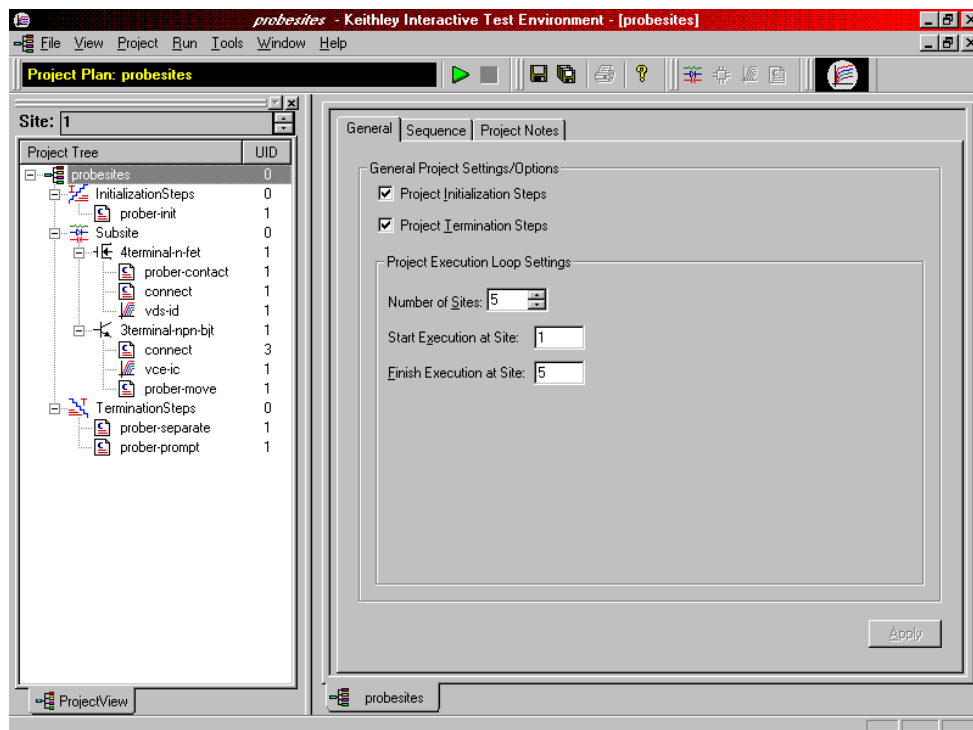 probesites - Keithley Interactive Test Environment - [probesites]
File View Project Run Tools Window Help
Project Plan: probesites
Site: 1
Project Tree UID
probesites 0
InitializationSteps 0
prober-init 1
Subsite 0
4terminal-n-fet 1
prober-contact 1
connect 1
vds-id 1
3terminal-npn-bjt 1
connect 3
vce-ic 1
prober-move 1
TerminationSteps 0
prober-separate 1
prober-prompt 1
ProjectView
General Sequence Project Notes
General Project Settings/Options
Project Initialization Steps
Project Termination Steps
Project Execution Loop Settings
Number of Sites: 5
Start Execution at Site: 1
Finish Execution at Site: 5
Apply
probesites